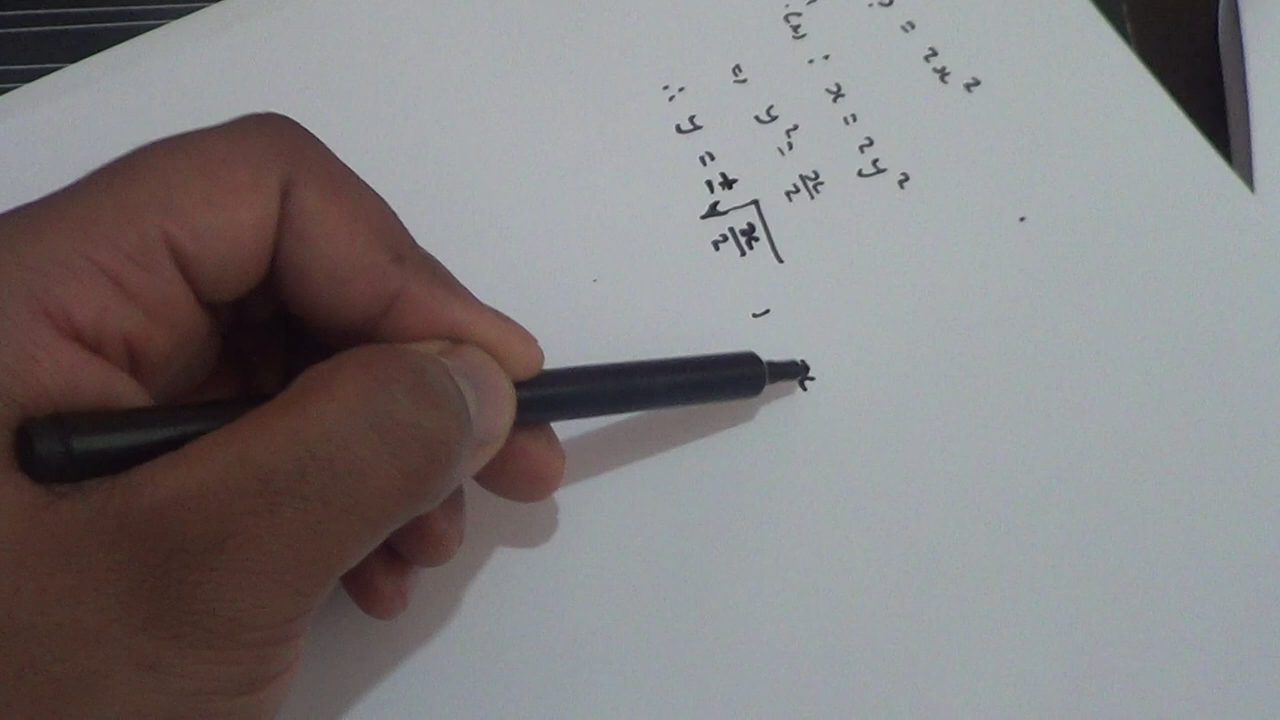 ) = 2x²
(x) : x = 2y²
⇒ y² = x/2
∴ y = ±√(x/2) , x